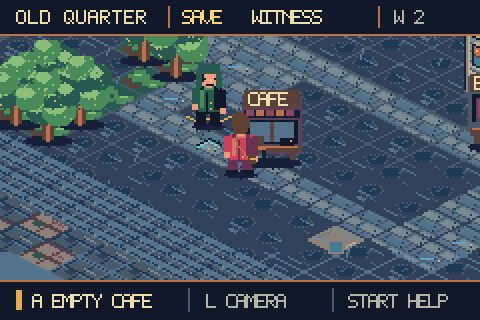 OLD QUARTER SAVE WITNESS W 2
CAFE
A EMPTY CAFE L CAMERA START HELP